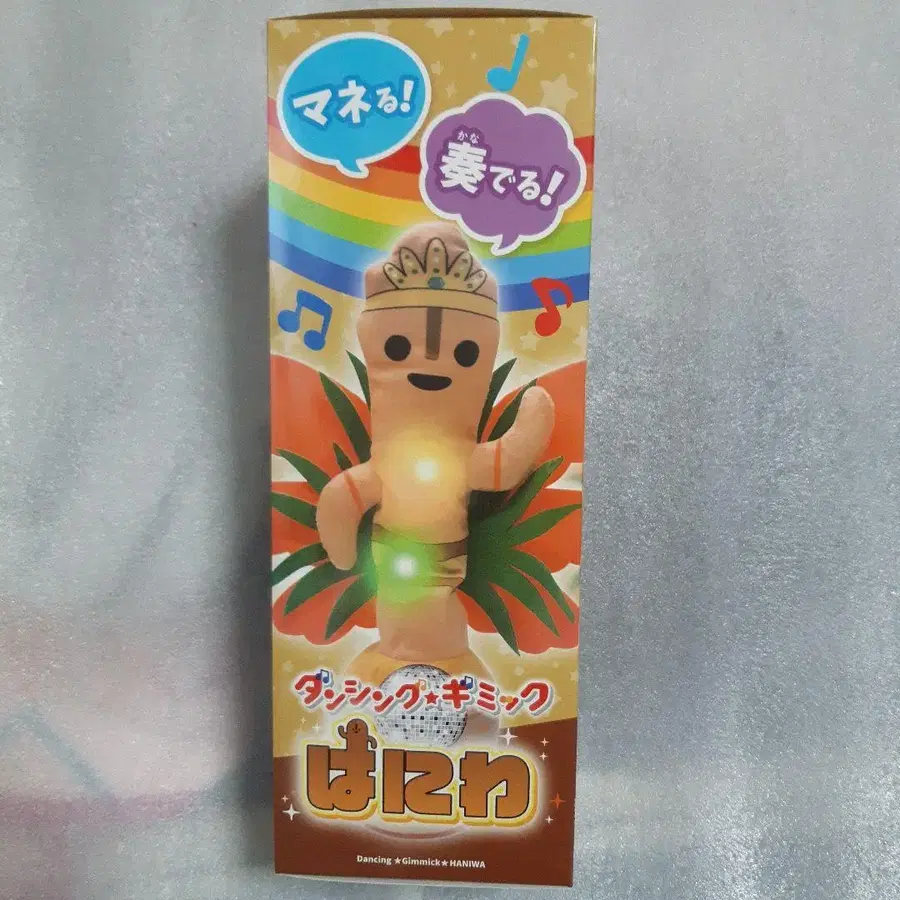 マネる!
かな
奏でる!
ダンシング★ギミック
はにわ
Dancing ★Gimmick★HANIWA